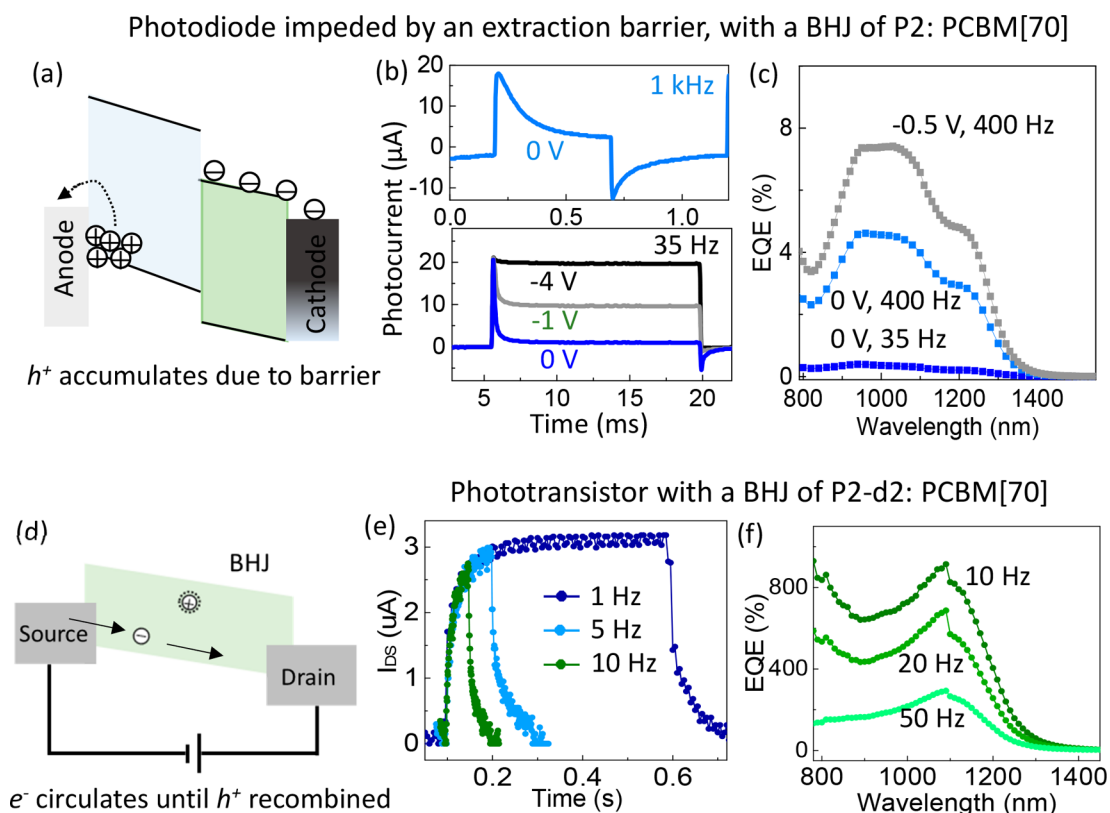 Photodiode impeded by an extraction barrier, with a BHJ of P2: PCBM[70]
(a)
Anode
Cathode
h+ accumulates due to barrier
(b)
Photocurrent (µA)
20
10
0
-10
1 kHz
0 V
0.0
0.5
1.0
30
20
10
0
35 Hz
-4 V
-1 V
0 V
5
10
15
20
Time (ms)
(c)
EQE (%)
8
4
0
-0.5 V, 400 Hz
0 V, 400 Hz
0 V, 35 Hz
800
1000
1200
1400
Wavelength (nm)
Phototransistor with a BHJ of P2-d2: PCBM[70]
(d)
BHJ
Source
Drain
e- circulates until h+ recombined
(e)
IDS (uA)
3
2
1
0
1 Hz
5 Hz
10 Hz
0.2
0.4
0.6
Time (s)
(f)
EQE (%)
800
400
0
10 Hz
20 Hz
50 Hz
800
1000
1200
1400
Wavelength (nm)